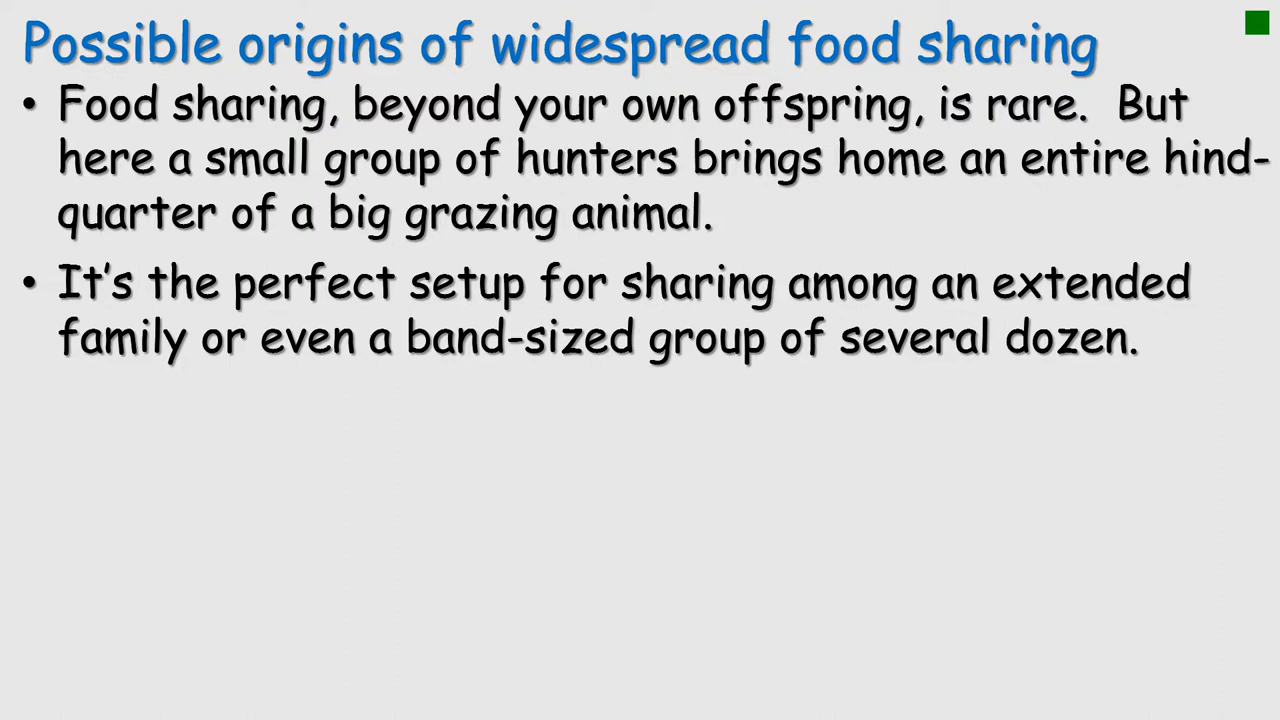 Possible origins of widespread food sharing
• Food sharing, beyond your own offspring, is rare.  But
here a small group of hunters brings home an entire hind-
quarter of a big grazing animal.
• It’s the perfect setup for sharing among an extended
family or even a band-sized group of several dozen.